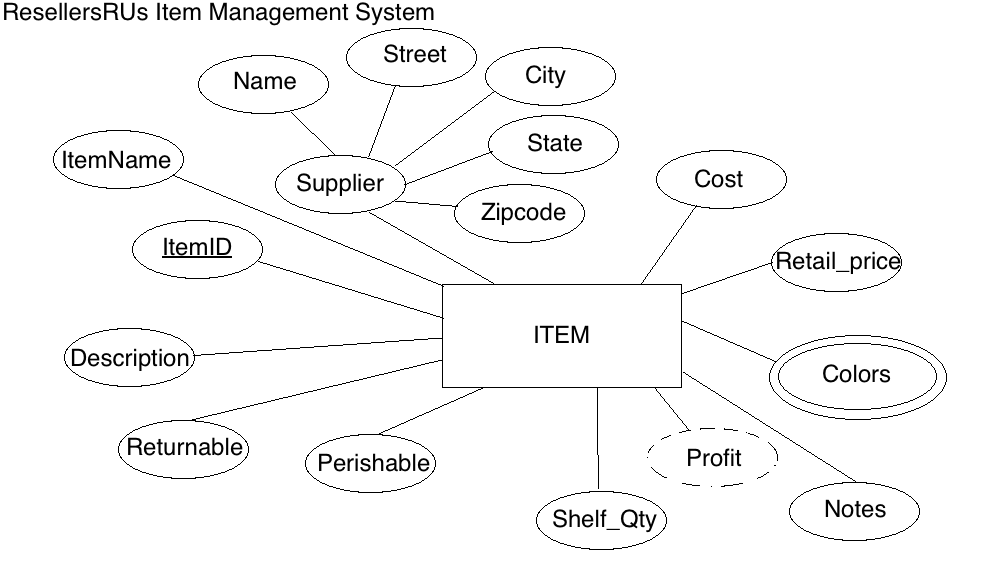 ResellersRUs Item Management System
Street
Name
City
State
ItemName
Supplier
Cost
Zipcode
ItemID
Retail_price
ITEM
Description
Colors
Returnable
Perishable
Profit
Shelf_Qty
Notes